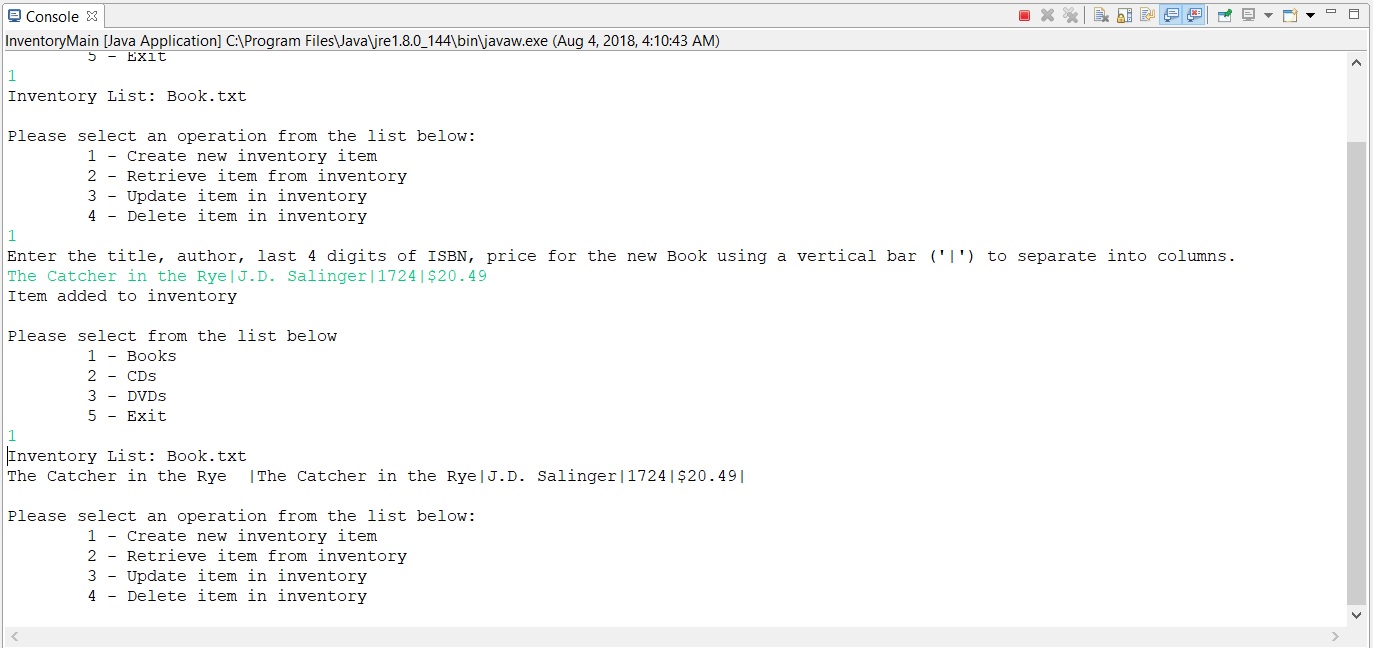 Console
InventoryMain [Java Application] C:\Program Files\Java\jre1.8.0_144\bin\javaw.exe (Aug 4, 2018, 4:10:43 AM)
5 - Exit
1
Inventory List: Book.txt
Please select an operation from the list below:
1 - Create new inventory item
2 - Retrieve item from inventory
3 - Update item in inventory
4 - Delete item in inventory
1
Enter the title, author, last 4 digits of ISBN, price for the new Book using a vertical bar ('|') to separate into columns.
The Catcher in the Rye|J.D. Salinger|1724|$20.49
Item added to inventory
Please select from the list below
1 - Books
2 - CDs
3 - DVDs
5 - Exit
1
Inventory List: Book.txt
The Catcher in the Rye  |The Catcher in the Rye|J.D. Salinger|1724|$20.49|
Please select an operation from the list below:
1 - Create new inventory item
2 - Retrieve item from inventory
3 - Update item in inventory
4 - Delete item in inventory